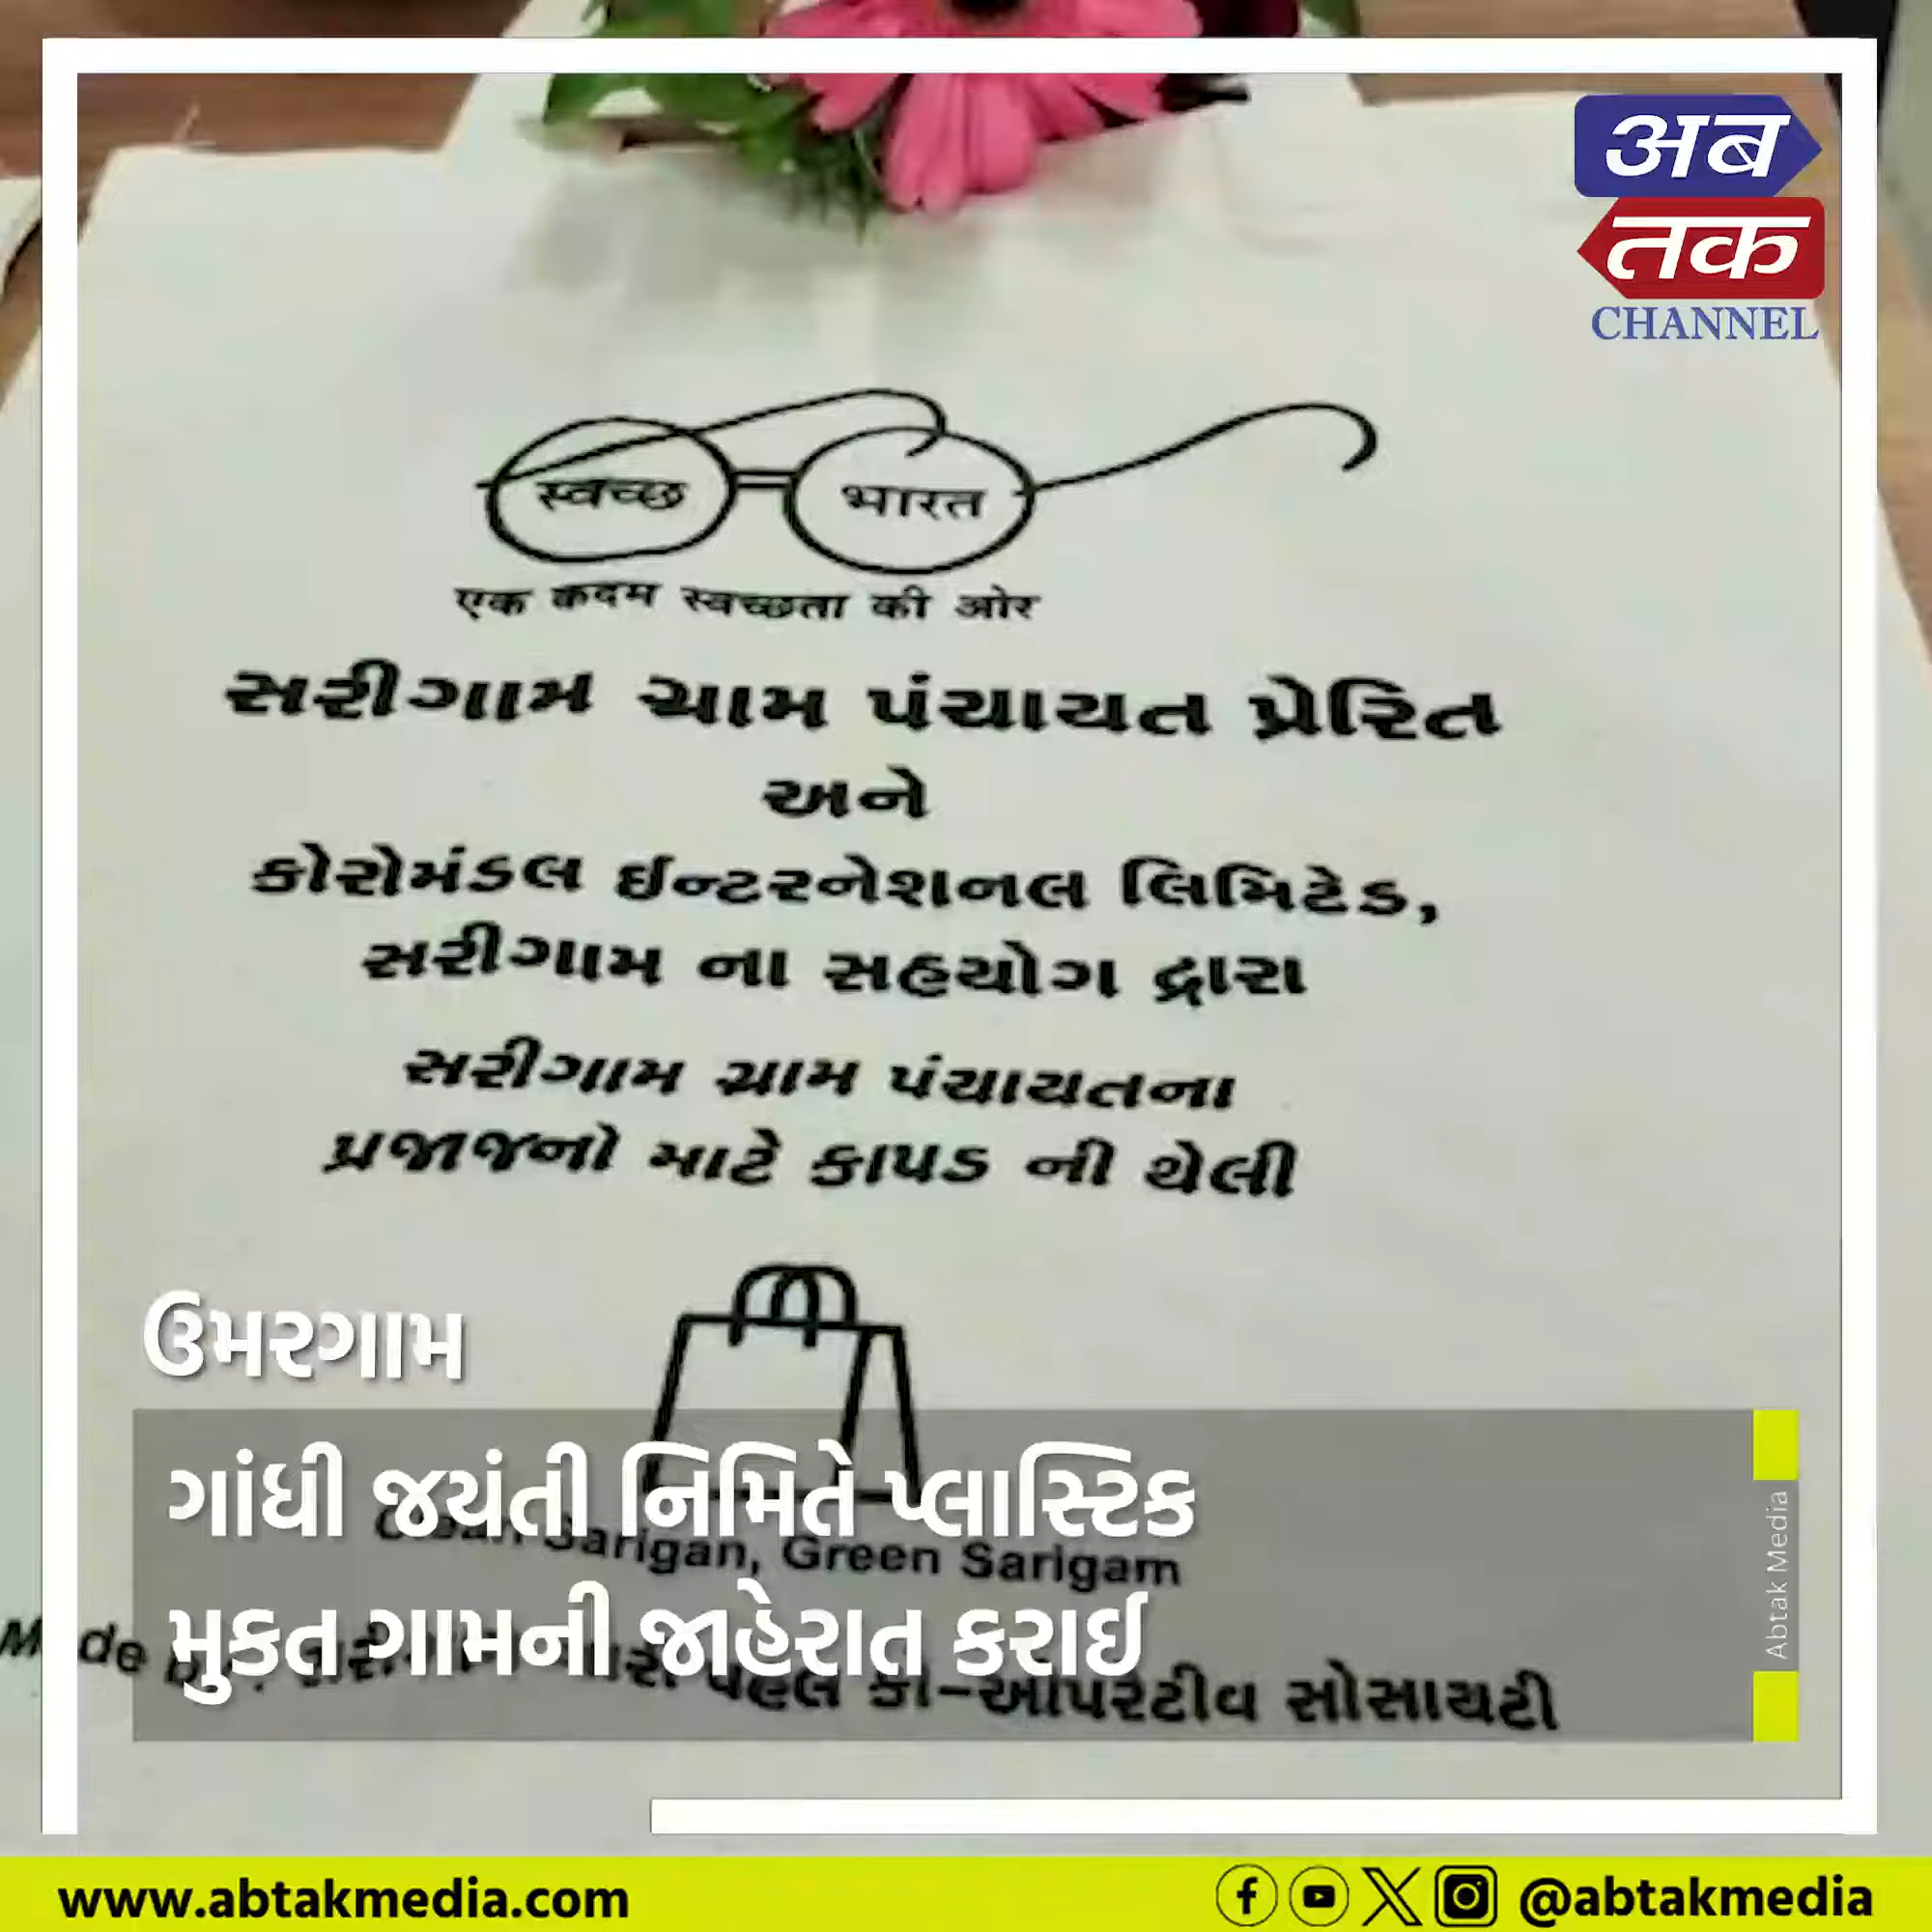 अब
तक
CHANNEL
स्वच्छ भारत
एक कदम स्वच्छता की ओर
સરીગામ ગ્રામ પંચાયત પ્રેરિત
અને
કોરોમંડલ ઈન્ટરનેશનલ લિમિટેડ,
સરીગામ ના સહયોગ દ્વારા
સરીગામ ગ્રામ પંચાયતના
પ્રજાજનો માટે કાપડ ની થેલી
ઉમરગામ
ગાંધી જયંતી નિમિતે પ્લાસ્ટિક
Sarigan, Green Sarigam
મુકત ગામની જાહેરાત કરાઈ
પહલ કો-ઓપરેટીવ સોસાયટી
Abtak Media
www.abtakmedia.com @abtakmedia